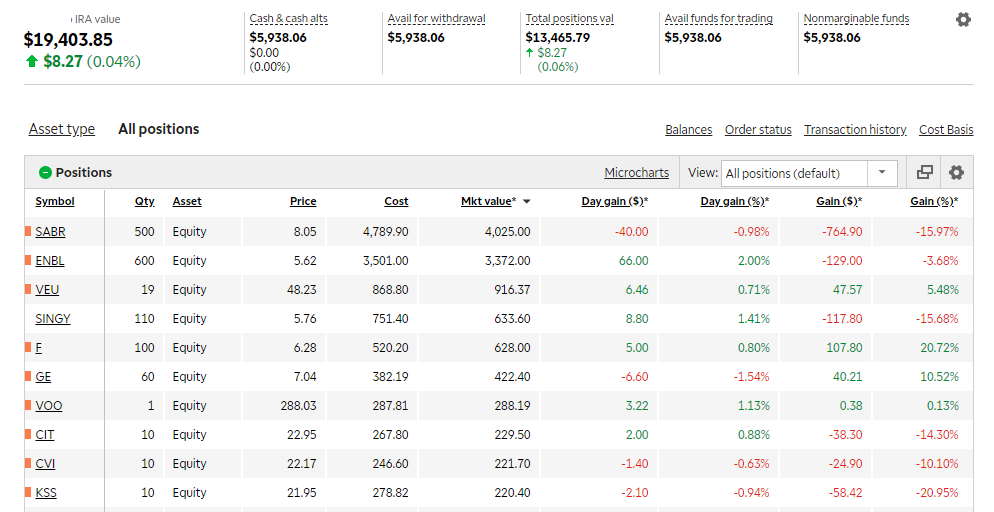 IRA value
$19,403.85
$8.27 (0.04%)
Cash & cash alts
$5,938.06
$0.00
(0.00%)
Avail for withdrawal
$5,938.06
Total positions val
$13,465.79
$8.27
(0.06%)
Avail funds for trading
$5,938.06
Nonmarginable funds
$5,938.06
Asset type All positions Balances Order status Transaction history Cost Basis
Positions Microcharts View: All positions (default)
Symbol Qty Asset Price Cost Mkt value* Day gain ($)* Day gain (%)* Gain ($)* Gain (%)*
SABR 500 Equity 8.05 4,789.90 4,025.00 -40.00 -0.98% -764.90 -15.97%
ENBL 600 Equity 5.62 3,501.00 3,372.00 66.00 2.00% -129.00 -3.68%
VEU 19 Equity 48.23 868.80 916.37 6.46 0.71% 47.57 5.48%
SINGY 110 Equity 5.76 751.40 633.60 8.80 1.41% -117.80 -15.68%
F 100 Equity 6.28 520.20 628.00 5.00 0.80% 107.80 20.72%
GE 60 Equity 7.04 382.19 422.40 -6.60 -1.54% 40.21 10.52%
VOO 1 Equity 288.03 287.81 288.19 3.22 1.13% 0.38 0.13%
CIT 10 Equity 22.95 267.80 229.50 2.00 0.88% -38.30 -14.30%
CVI 10 Equity 22.17 246.60 221.70 -1.40 -0.63% -24.90 -10.10%
KSS 10 Equity 21.95 278.82 220.40 -2.10 -0.94% -58.42 -20.95%